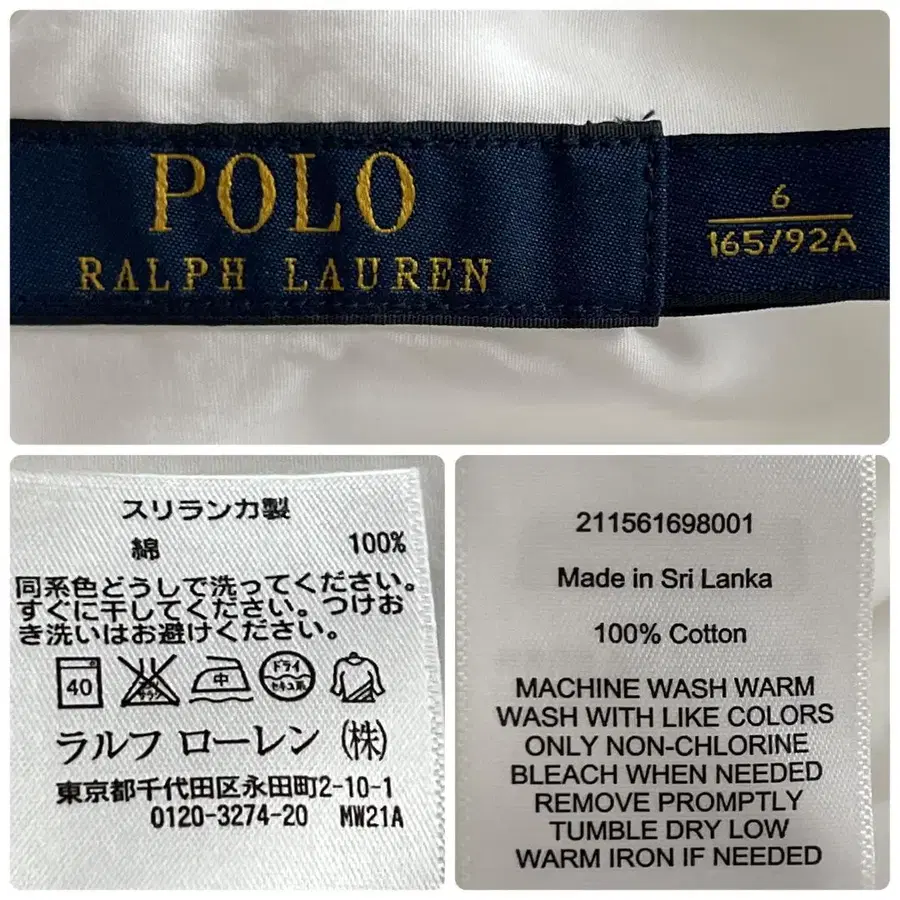 POLO
RALPH LAUREN
6
165/92A
スリランカ製
綿 100%
同系色どうしで洗ってください。
すぐに干してください。つけお
き洗いはお避けください。
40 中 ドライ
ラルフ ローレン (株)
東京都千代田区永田町2-10-1
0120-3274-20 MW21A
211561698001
Made in Sri Lanka
100% Cotton
MACHINE WASH WARM
WASH WITH LIKE COLORS
ONLY NON-CHLORINE
BLEACH WHEN NEEDED
REMOVE PROMPTLY
TUMBLE DRY LOW
WARM IRON IF NEEDED